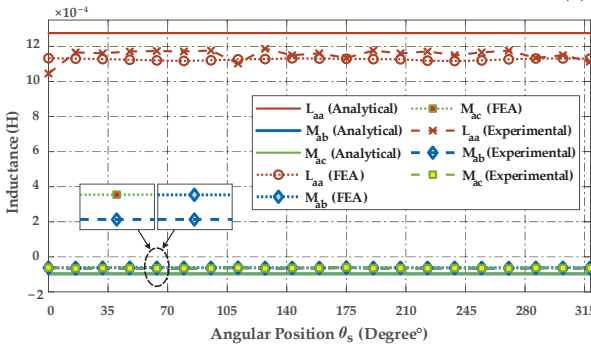 ×10⁻⁴
12
10
8
6
4
2
0
−2
Inductance (H)
L_aa (Analytical)
M_ab (Analytical)
M_ac (Analytical)
L_aa (FEA)
M_ab (FEA)
M_ac (FEA)
L_aa (Experimental)
M_ab (Experimental)
M_ac (Experimental)
0 35 70 105 140 175 210 245 280 315
Angular Position θ_s (Degree°)